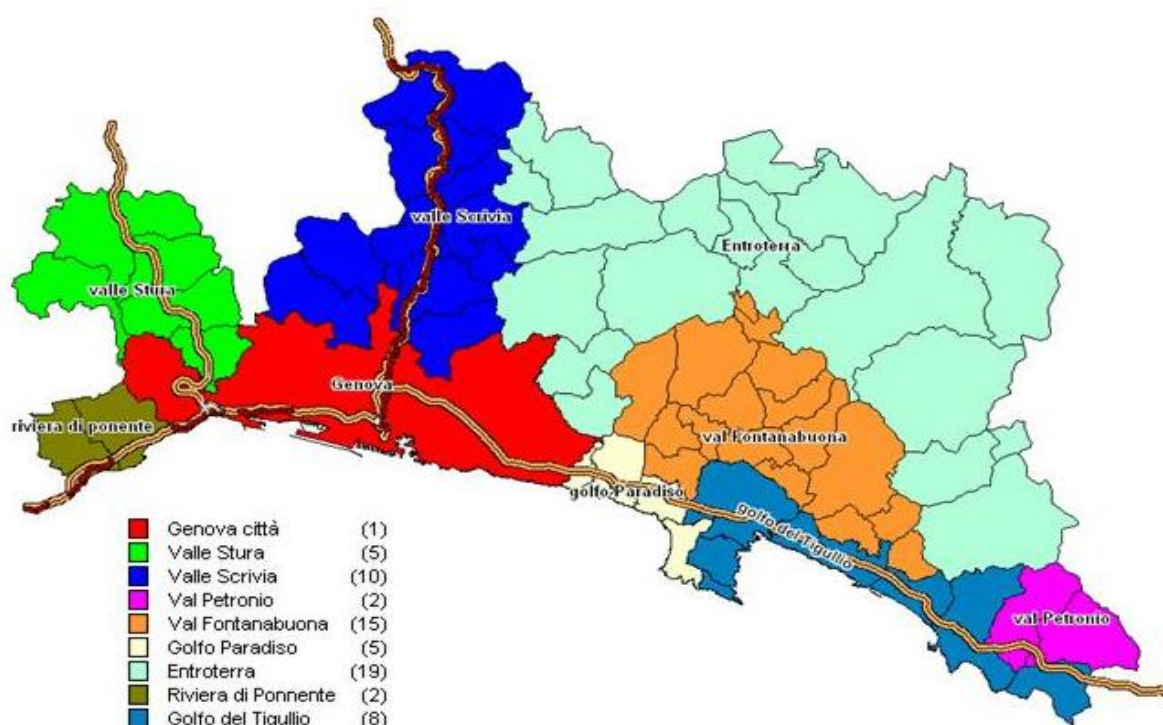 valle Scrivia
Entroterra
valle Stura
Genova
riviera di ponente
val Fontanabuona
golfo Paradiso
golfo del Tigullio
val Petronio
Genova città (1)
Valle Stura (5)
Valle Scrivia (10)
Val Petronio (2)
Val Fontanabuona (15)
Golfo Paradiso (5)
Entroterra (19)
Riviera di Ponnente (2)
Golfo del Tigullio (8)